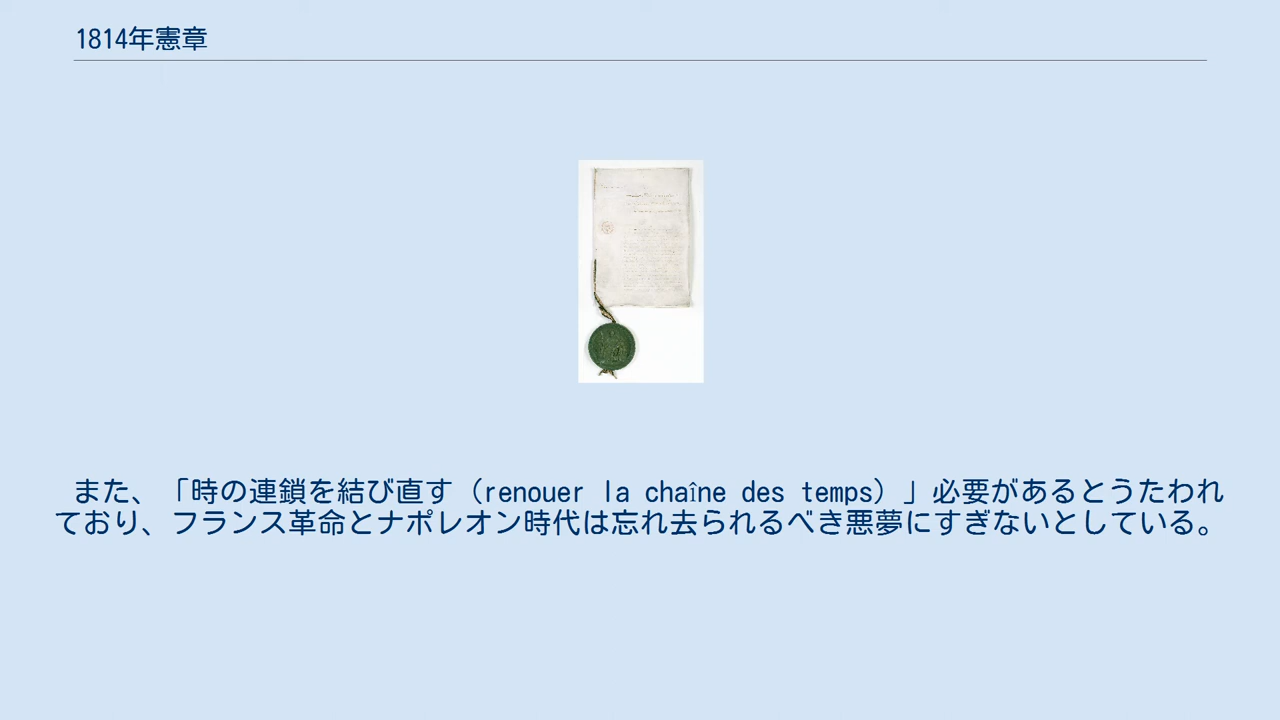 1814年憲章
また、「時の連鎖を結び直す（renouer la chaîne des temps）」必要があるとうたわれ
ており、フランス革命とナポレオン時代は忘れ去られるべき悪夢にすぎないとしている。